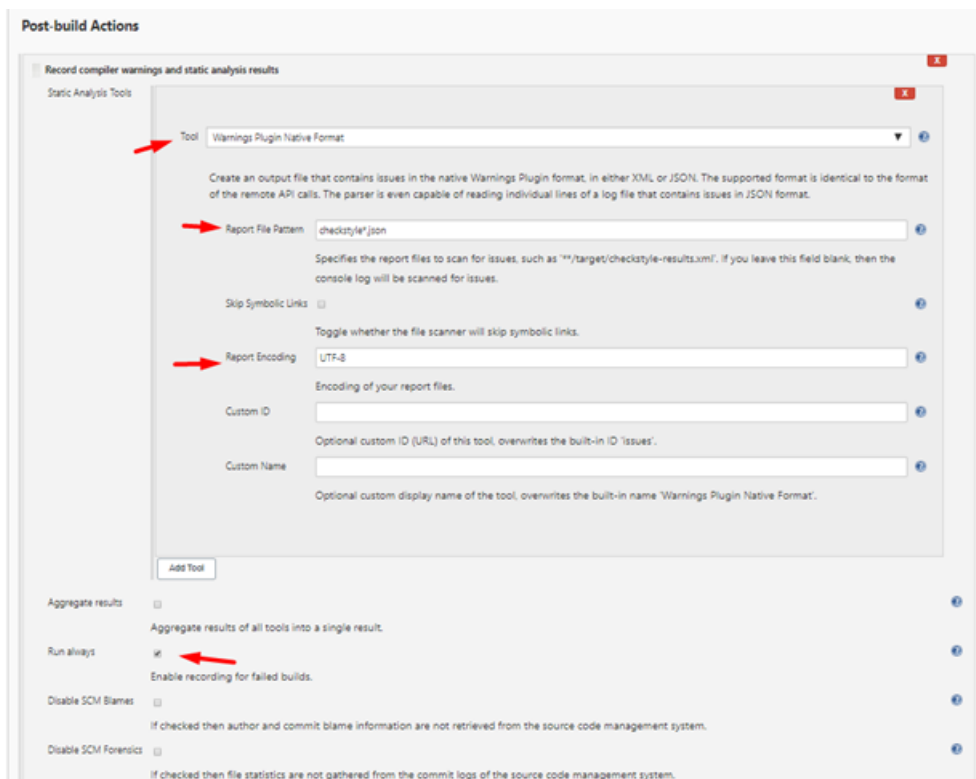 Post-build Actions
X
Record compiler warnings and static analysis results
Static Analysis Tools
X
Tool
Warnings Plugin Native Format
Create an output file that contains issues in the native Warnings Plugin format, in either XML or JSON. The supported format is identical to the format
of the remote API calls. The parser is even capable of reading individual lines of a log file that contains issues in JSON format.
Report File Pattern
checkstyle*.json
Specifies the report files to scan for issues, such as '**/target/checkstyle-results.xml'. If you leave this field blank, then the
console log will be scanned for issues.
Skip Symbolic Links
Toggle whether the file scanner will skip symbolic links.
Report Encoding
UTF-8
Encoding of your report files.
Custom ID
Optional custom ID (URL) of this tool, overwrites the built-in ID 'issues'.
Custom Name
Optional custom display name of the tool, overwrites the built-in name 'Warnings Plugin Native Format'.
Add Tool
Aggregate results
Aggregate results of all tools into a single result.
Run always
Enable recording for failed builds.
Disable SCM Blames
If checked then author and commit blame information are not retrieved from the source code management system.
Disable SCM Forensics
If checked then file statistics are not gathered from the commit logs of the source code management system.